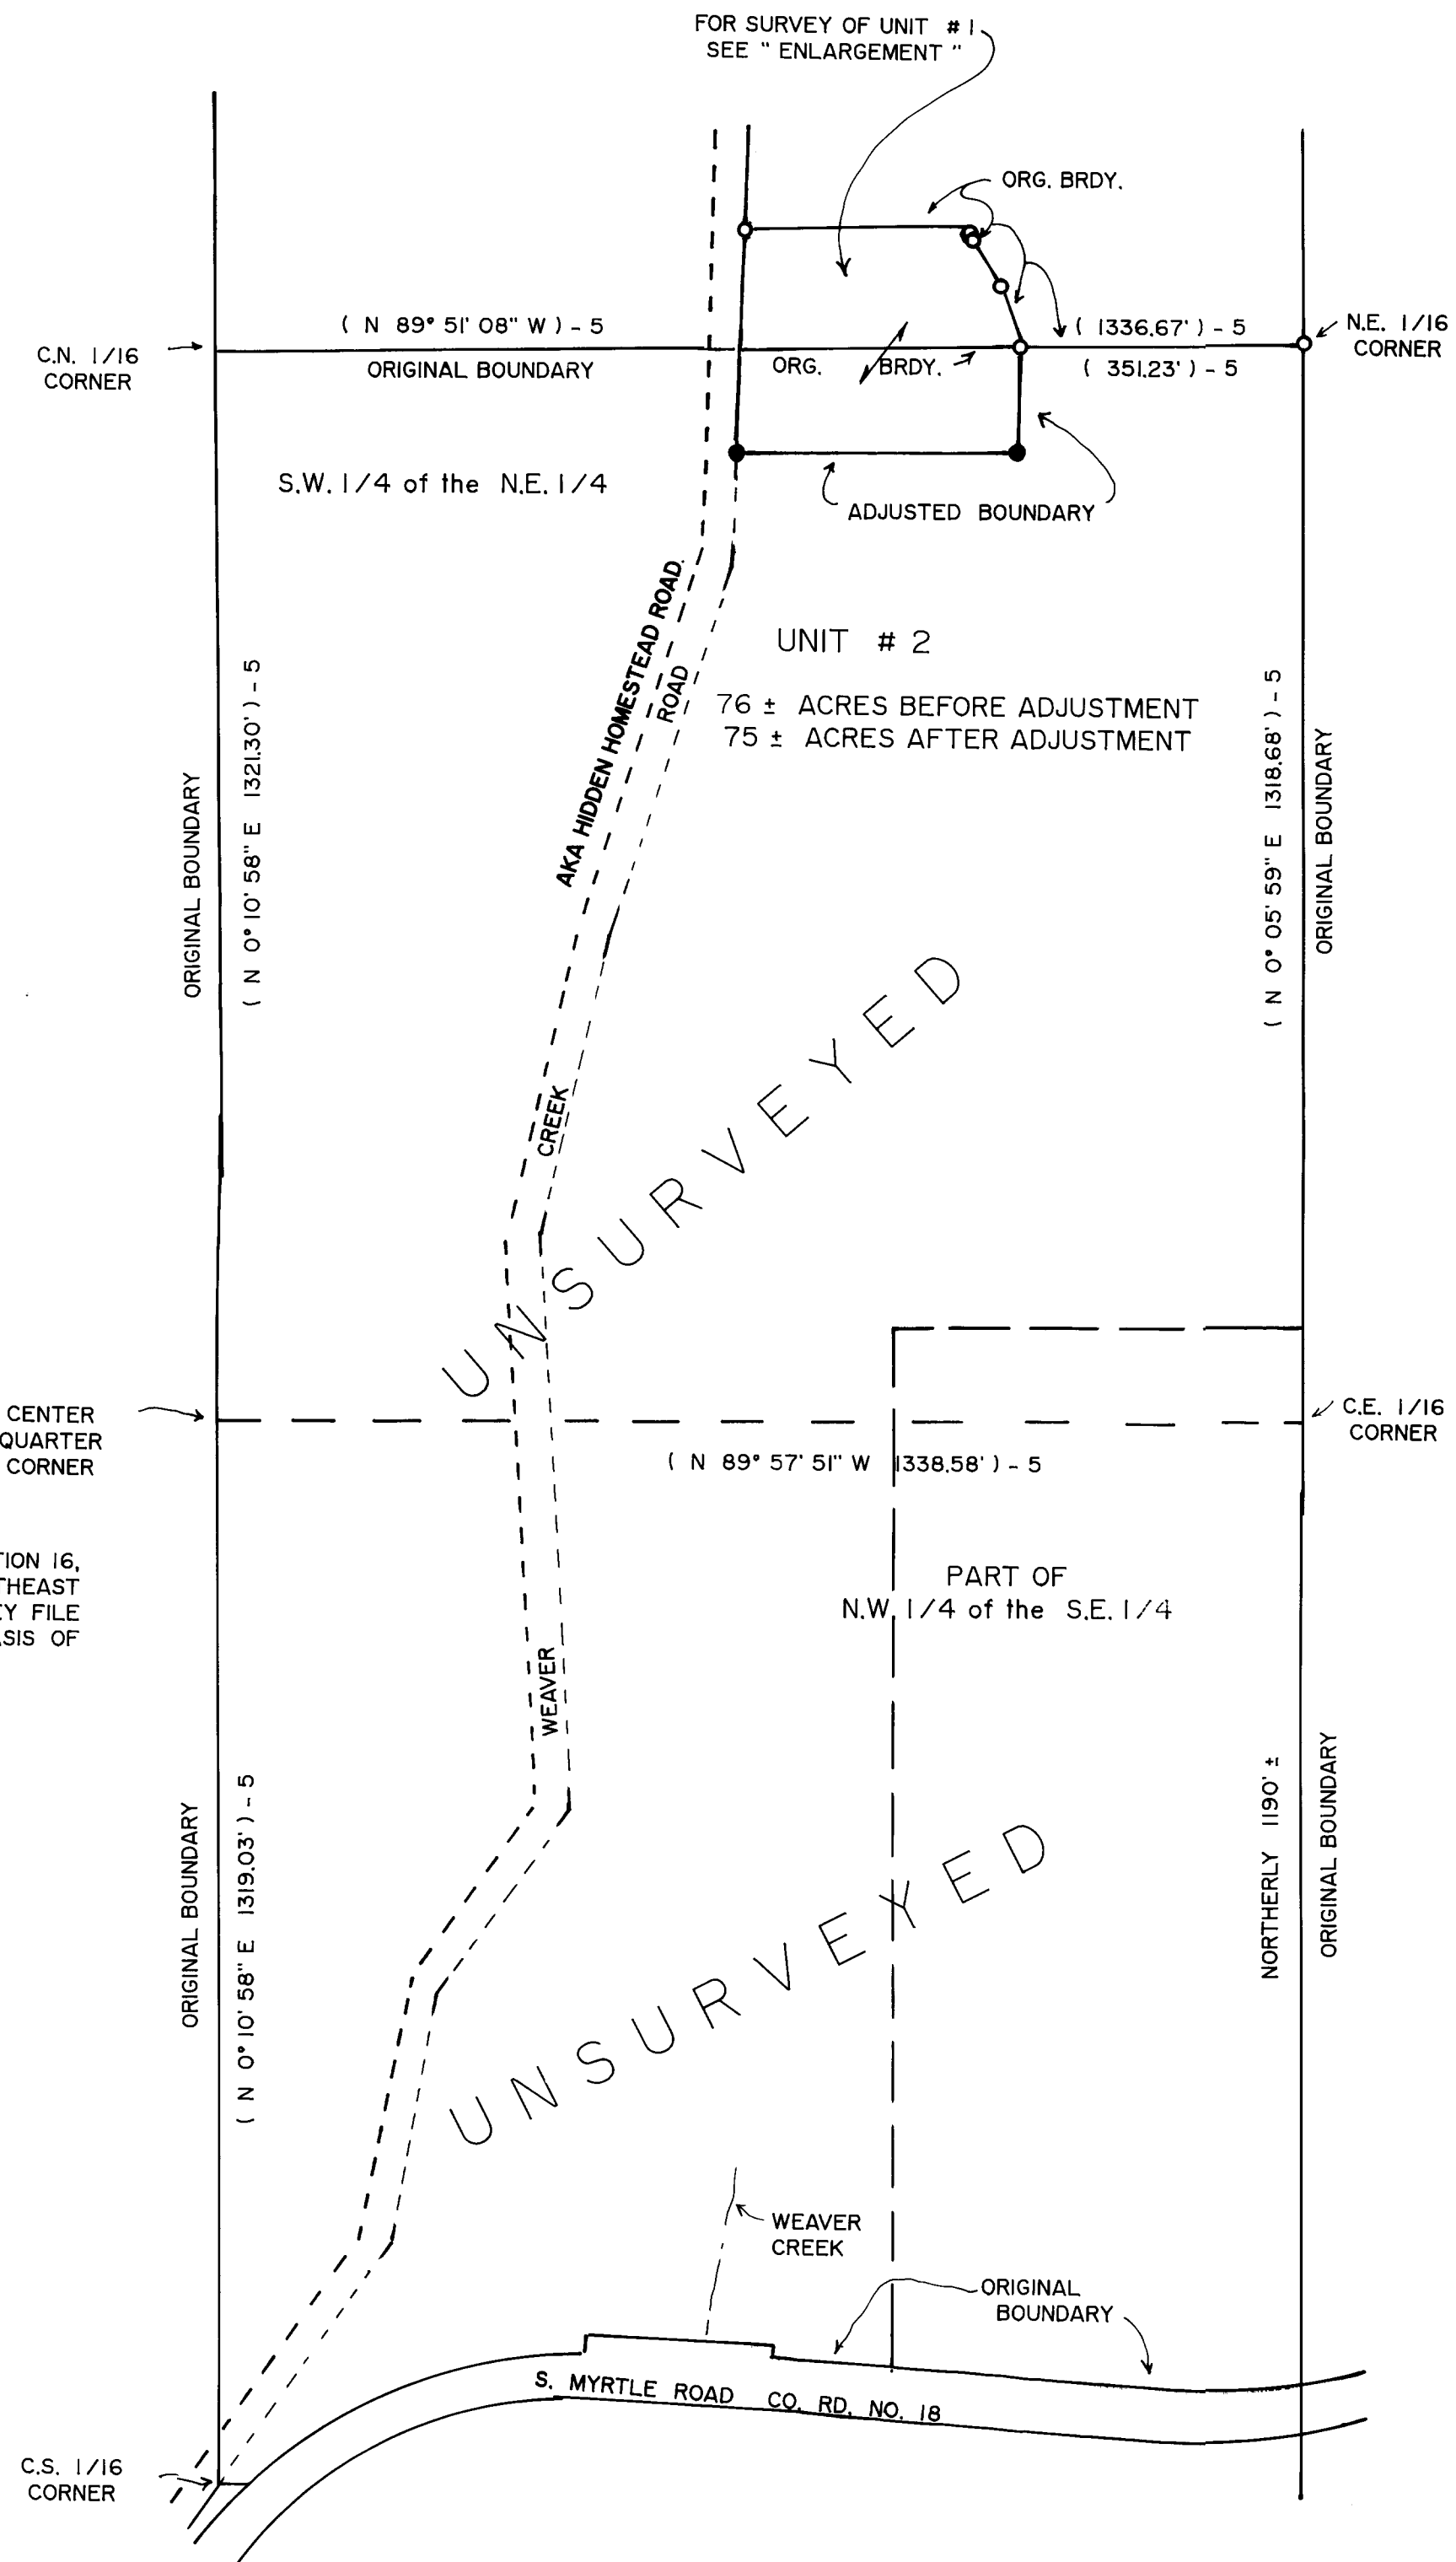 FOR SURVEY OF UNIT # 1
SEE " ENLARGEMENT "
ORG. BRDY.
( N 89° 51' 08" W ) - 5
( 1336.67' ) - 5
N.E. 1/16
CORNER
C.N. 1/16
CORNER
ORIGINAL BOUNDARY
ORG. BRDY.
( 351.23' ) - 5
S.W. 1/4 of the N.E. 1/4
ADJUSTED BOUNDARY
AKA HIDDEN HOMESTEAD ROAD.
UNIT # 2
76 ± ACRES BEFORE ADJUSTMENT
75 ± ACRES AFTER ADJUSTMENT
ORIGINAL BOUNDARY
( N 0° 10' 58" E 1321.30' ) - 5
( N 0° 05' 59" E 1318.68' ) - 5
ORIGINAL BOUNDARY
UNSURVEYED
WEAVER CREEK ROAD
CENTER
QUARTER
CORNER
C.E. 1/16
CORNER
( N 89° 57' 51" W 1338.58' ) - 5
TION 16,
THEAST
Y FILE
ASIS OF
PART OF
N.W. 1/4 of the S.E. 1/4
ORIGINAL BOUNDARY
( N 0° 10' 58" E 1319.03' ) - 5
NORTHERLY 1190' ±
ORIGINAL BOUNDARY
UNSURVEYED
WEAVER
CREEK
ORIGINAL
BOUNDARY
S. MYRTLE ROAD CO. RD. NO. 18
C.S. 1/16
CORNER